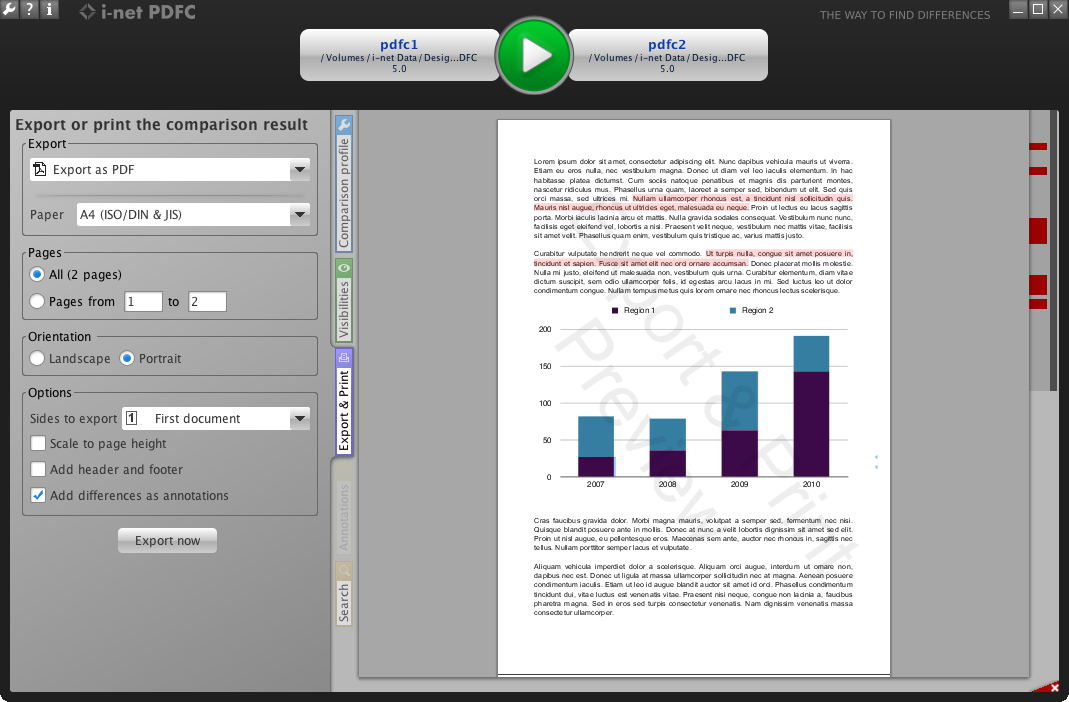 ? i
i-net PDFC
THE WAY TO FIND DIFFERENCES
pdfc1
/Volumes/i-net Data/Desig...DFC
5.0
pdfc2
/Volumes/i-net Data/Desig...DFC
5.0
Export or print the comparison result
Export
Export as PDF
Paper A4 (ISO/DIN & JIS)
Pages
All (2 pages)
Pages from 1 to 2
Orientation
Landscape Portrait
Options
Sides to export 1 First document
Scale to page height
Add header and footer
Add differences as annotations
Export now
Comparison profile
Visibilities
Export & Print
Annotations
Search
Lorem ipsum dolor sit amet, consectetur adipiscing elit. Nunc dapibus vehicula mauris ut viverra.
Etiam eu eros nulla, nec vestibulum magna. Donec ut diam vel leo iaculis elementum. In hac
habitasse platea dictumst. Cum sociis natoque penatibus et magnis dis parturient montes,
nascetur ridiculus mus. Phasellus urna quam, laoreet a semper sed, bibendum ut elit. Sed quis
orci massa, sed ultrices mi. Nullam ullamcorper rhoncus est, a tincidunt nisl sollicitudin quis.
Mauris nisl augue, rhoncus ut ultricies eget, malesuada eu neque. Proin ut lectus eu lacus sagittis
porta. Morbi iaculis lacinia arcu et mattis. Nulla gravida sodales consequat. Vestibulum nunc nunc,
facilisis eget eleifend vel, lobortis a nisi. Praesent velit neque, vestibulum nec mattis vitae, facilisis
sit amet velit. Phasellus quam enim, vestibulum quis tristique ac, varius mattis justo.
Curabitur vulputate hendrerit neque vel commodo. Ut turpis nulla, congue sit amet posuere in,
tincidunt et sapien. Fusce sit amet elit nec orci ornare accumsan. Donec placerat mollis molestie.
Nulla mi justo, eleifend ut malesuada non, vestibulum quis urna. Curabitur elementum, diam vitae
dictum suscipit, sem odio ullamcorper felis, id egestas arcu lacus in mi. Sed luctus leo ut dolor
condimentum congue. Nullam tempus metus quis lorem ornare nec rhoncus lectus scelerisque.
Region 1 Region 2
200
150
100
50
0
2007 2008 2009 2010
Export & Print
Preview
Cras faucibus gravida dolor. Morbi magna mauris, volutpat a semper sed, fermentum nec nisi.
Quisque blandit posuere ante in mollis. Donec at nunc a velit lobortis dignissim sit amet sed elit.
Proin ut nisl augue, eu pellentesque eros. Maecenas sem ante, auctor nec rhoncus in, sagittis nec
tellus. Nullam porttitor semper lacus et vulputate.
Aliquam vehicula imperdiet dolor a scelerisque. Aliquam orci augue, interdum ut ornare non,
dapibus nec est. Donec ut ligula at massa ullamcorper sollicitudin nec at magna. Aenean posuere
condimentum iaculis. Etiam ut leo id augue blandit auctor sit amet id orci. Phasellus condimentum
tincidunt dui, vitae luctus est venenatis vitae. Praesent nisi neque, congue non lacinia a, faucibus
pharetra magna. Sed in eros sed turpis consectetur venenatis. Nam dignissim venenatis massa
consectetur ullamcorper.